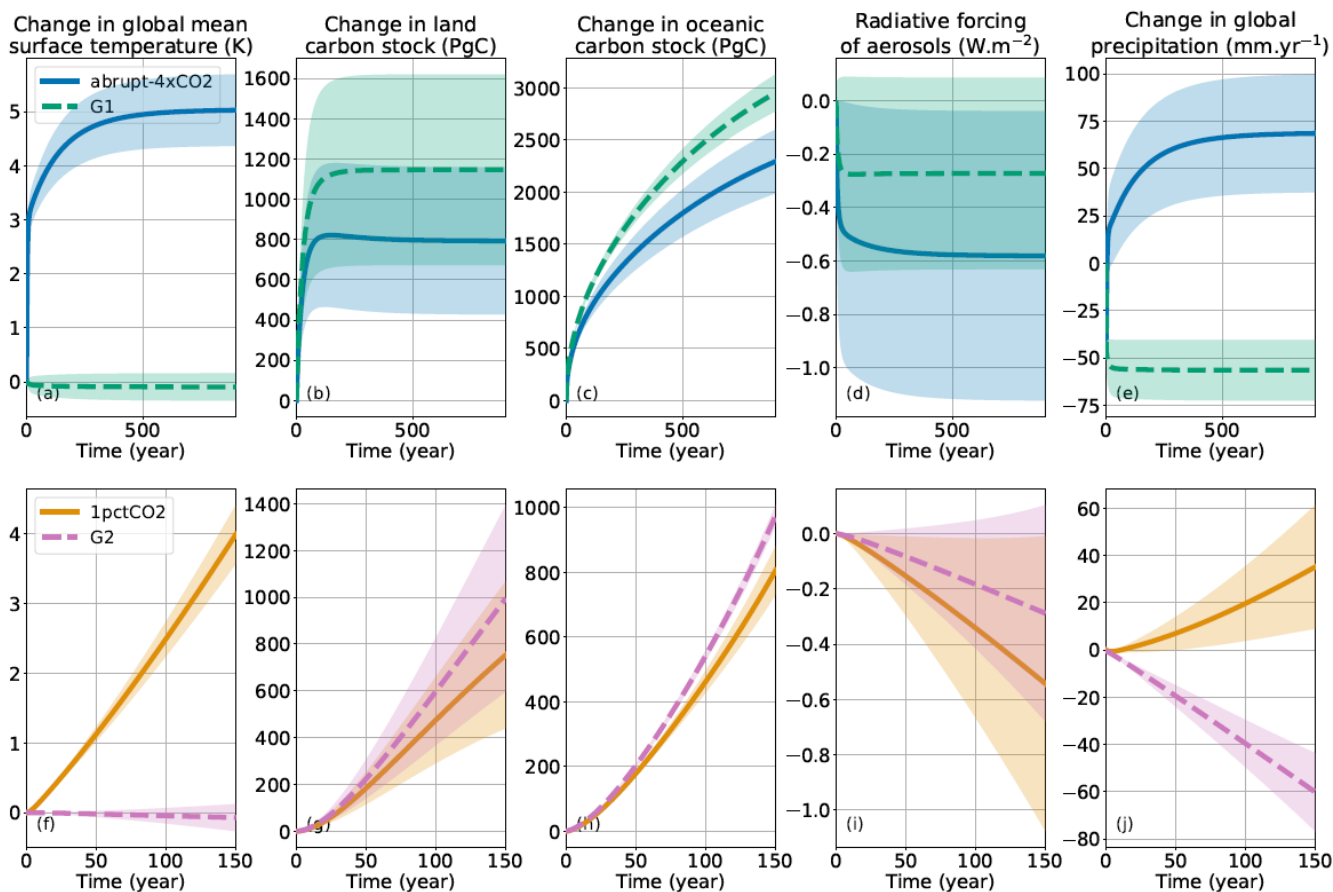 Change in global mean
surface temperature (K)
Change in land
carbon stock (PgC)
Change in oceanic
carbon stock (PgC)
Radiative forcing
of aerosols (W.m⁻²)
Change in global
precipitation (mm.yr⁻¹)
abrupt-4xCO2
G1
5
4
3
2
1
0
(a)
0
500
Time (year)
1600
1400
1200
1000
800
600
400
200
0
(b)
0
500
Time (year)
3000
2500
2000
1500
1000
500
0
(c)
0
500
Time (year)
0.0
−0.2
−0.4
−0.6
−0.8
−1.0
(d)
0
500
Time (year)
100
75
50
25
0
−25
−50
−75
(e)
0
500
Time (year)
1pctCO2
G2
4
3
2
1
0
(f)
0
50
100
150
Time (year)
1400
1200
1000
800
600
400
200
0
(g)
0
50
100
150
Time (year)
1000
800
600
400
200
0
(h)
0
50
100
150
Time (year)
0.0
−0.2
−0.4
−0.6
−0.8
−1.0
(i)
0
50
100
150
Time (year)
60
40
20
0
−20
−40
−60
−80
(j)
0
50
100
150
Time (year)